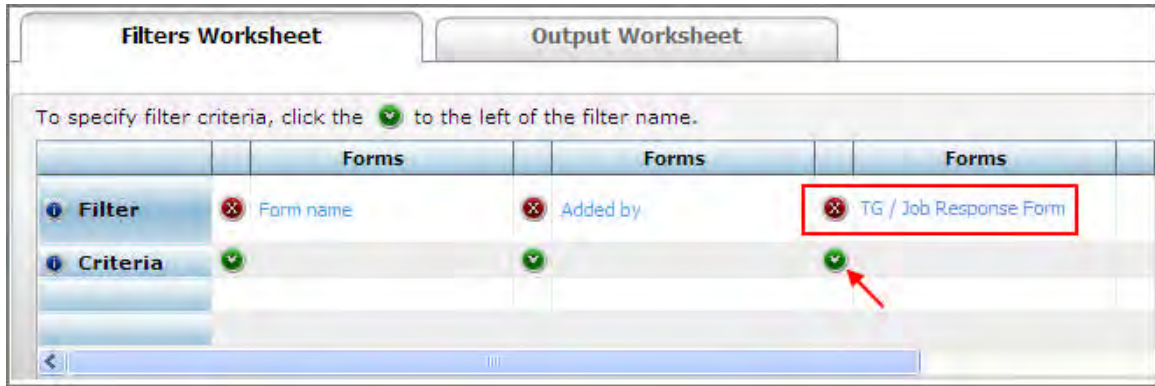 Filters Worksheet Output Worksheet
To specify filter criteria, click the to the left of the filter name.
Forms Forms Forms
Filter Form name Added by TG / Job Response Form
Criteria